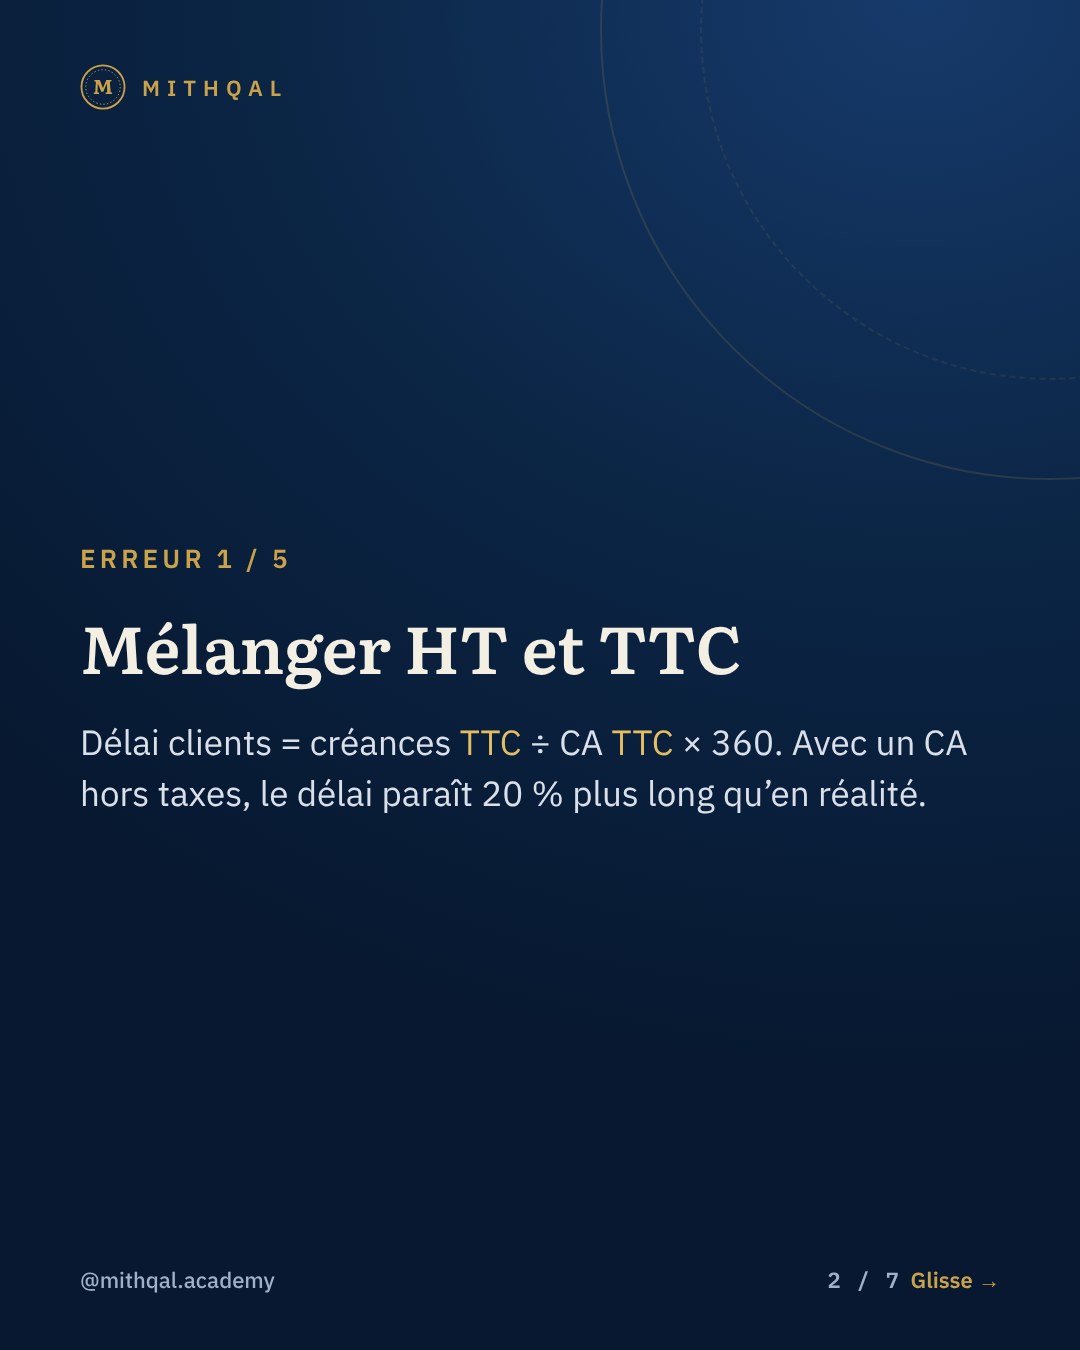 M MITHQAL
ERREUR 1 / 5
Mélanger HT et TTC
Délai clients = créances TTC ÷ CA TTC × 360. Avec un CA
hors taxes, le délai paraît 20 % plus long qu’en réalité.
@mithqal.academy
2 / 7 Glisse →